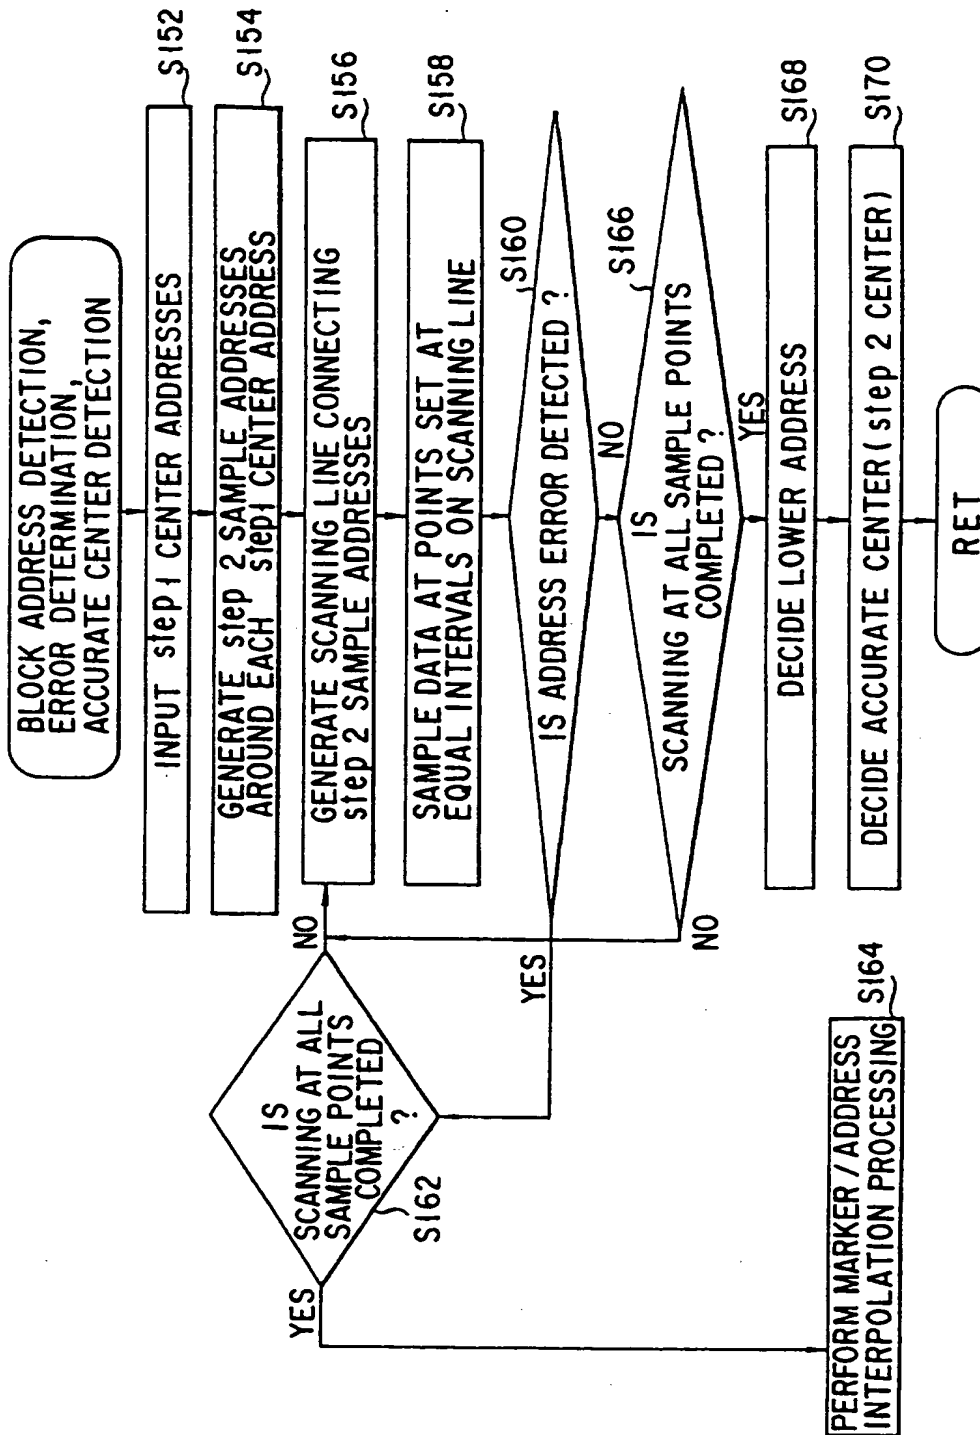 BLOCK ADDRESS DETECTION,
ERROR DETERMINATION,
ACCURATE CENTER DETECTION
INPUT step 1 CENTER ADDRESSES
S152
GENERATE step 2 SAMPLE ADDRESSES
AROUND EACH step1 CENTER ADDRESS
S154
GENERATE SCANNING LINE CONNECTING
step 2 SAMPLE ADDRESSES
S156
SAMPLE DATA AT POINTS SET AT
EQUAL INTERVALS ON SCANNING LINE
S158
IS ADDRESS ERROR DETECTED ?
S160
YES
NO
IS
SCANNING AT ALL
SAMPLE POINTS
COMPLETED
?
S162
NO
YES
PERFORM MARKER / ADDRESS
INTERPOLATION PROCESSING
S164
IS
SCANNING AT ALL SAMPLE POINTS
COMPLETED ?
S166
NO
YES
DECIDE LOWER ADDRESS
S168
DECIDE ACCURATE CENTER ( step 2 CENTER)
S170
RET